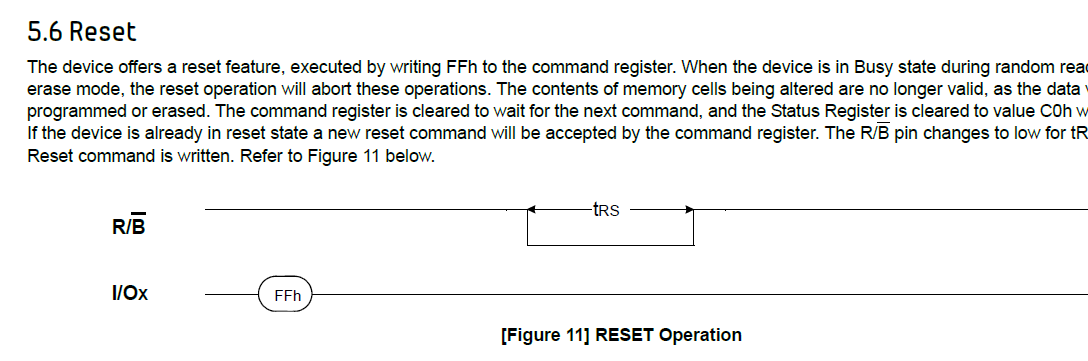 5.6 Reset
The device offers a reset feature, executed by writing FFh to the command register. When the device is in Busy state during random
erase mode, the reset operation will abort these operations. The contents of memory cells being altered are no longer valid, as the data
programmed or erased. The command register is cleared to wait for the next command, and the Status Register is cleared to value C0h
If the device is already in reset state a new reset command will be accepted by the command register. The R/B̅ pin changes to low for
Reset command is written. Refer to Figure 11 below.
tRS
R/B̅
I/Ox
FFh
[Figure 11] RESET Operation